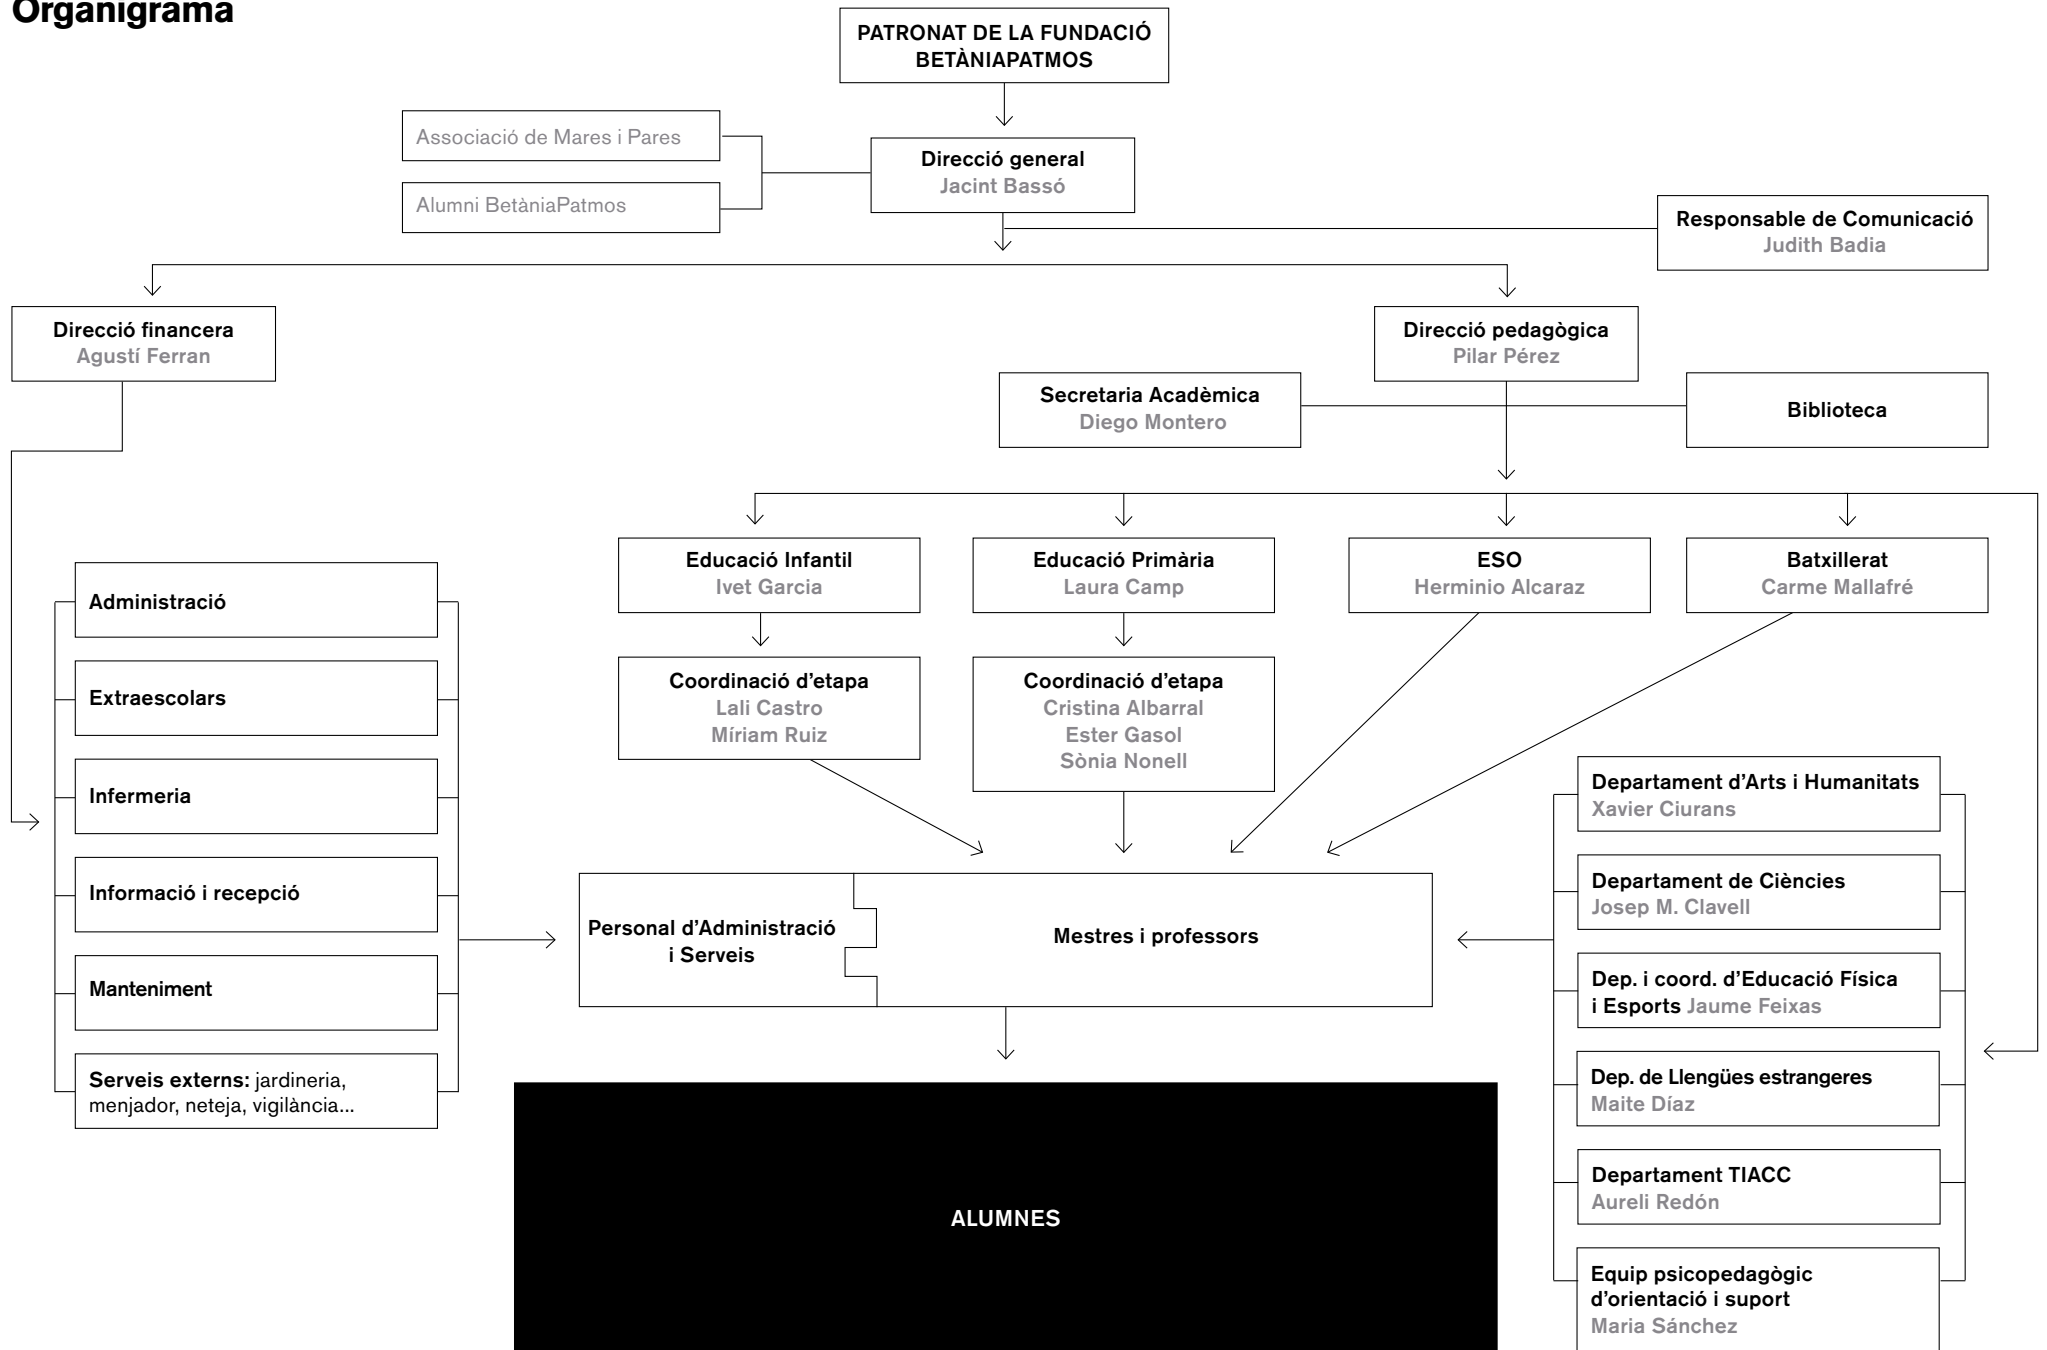 Organigrama
PATRONAT DE LA FUNDACIÓ
BETÀNIAPATMOS
Associació de Mares i Pares
Alumni BetàniaPatmos
Direcció general
Jacint Bassó
Responsable de Comunicació
Judith Badia
Direcció financera
Agustí Ferran
Direcció pedagògica
Pilar Pérez
Secretaria Acadèmica
Diego Montero
Biblioteca
Educació Infantil
Ivet Garcia
Educació Primària
Laura Camp
ESO
Herminio Alcaraz
Batxillerat
Carme Mallafré
Coordinació d’etapa
Lali Castro
Míriam Ruiz
Coordinació d’etapa
Cristina Albarral
Ester Gasol
Sònia Nonell
Administració
Extraescolars
Infermeria
Informació i recepció
Manteniment
Serveis externs: jardineria,
menjador, neteja, vigilància...
Personal d’Administració
i Serveis
Mestres i professors
Departament d’Arts i Humanitats
Xavier Ciurans
Departament de Ciències
Josep M. Clavell
Dep. i coord. d’Educació Física
i Esports Jaume Feixas
Dep. de Llengües estrangeres
Maite Díaz
Departament TIACC
Aureli Redón
Equip psicopedagògic
d’orientació i suport
Maria Sánchez
ALUMNES